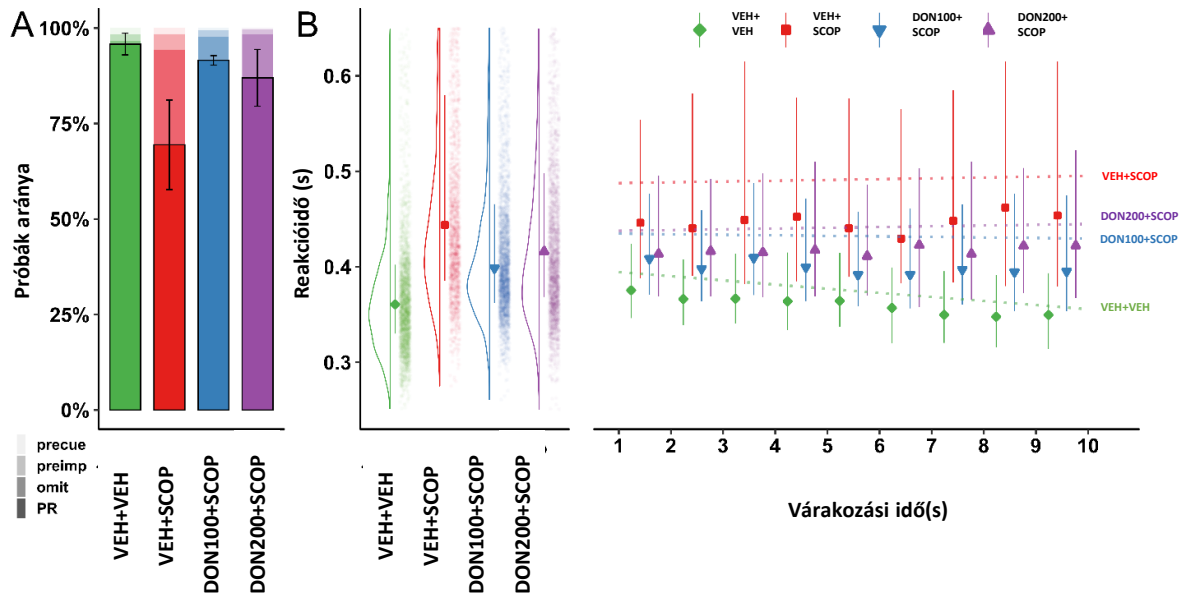 A
100%
75%
50%
25%
0%
Próbák aránya
precue
preimp
omit
PR
VEH+VEH
VEH+SCOP
DON100+SCOP
DON200+SCOP
B
0.6
0.5
0.4
0.3
Reakcióidő (s)
VEH+VEH
VEH+SCOP
DON100+SCOP
DON200+SCOP
VEH+
VEH
VEH+
SCOP
DON100+
SCOP
DON200+
SCOP
VEH+SCOP
DON200+SCOP
DON100+SCOP
VEH+VEH
1 2 3 4 5 6 7 8 9 10
Várakozási idő(s)